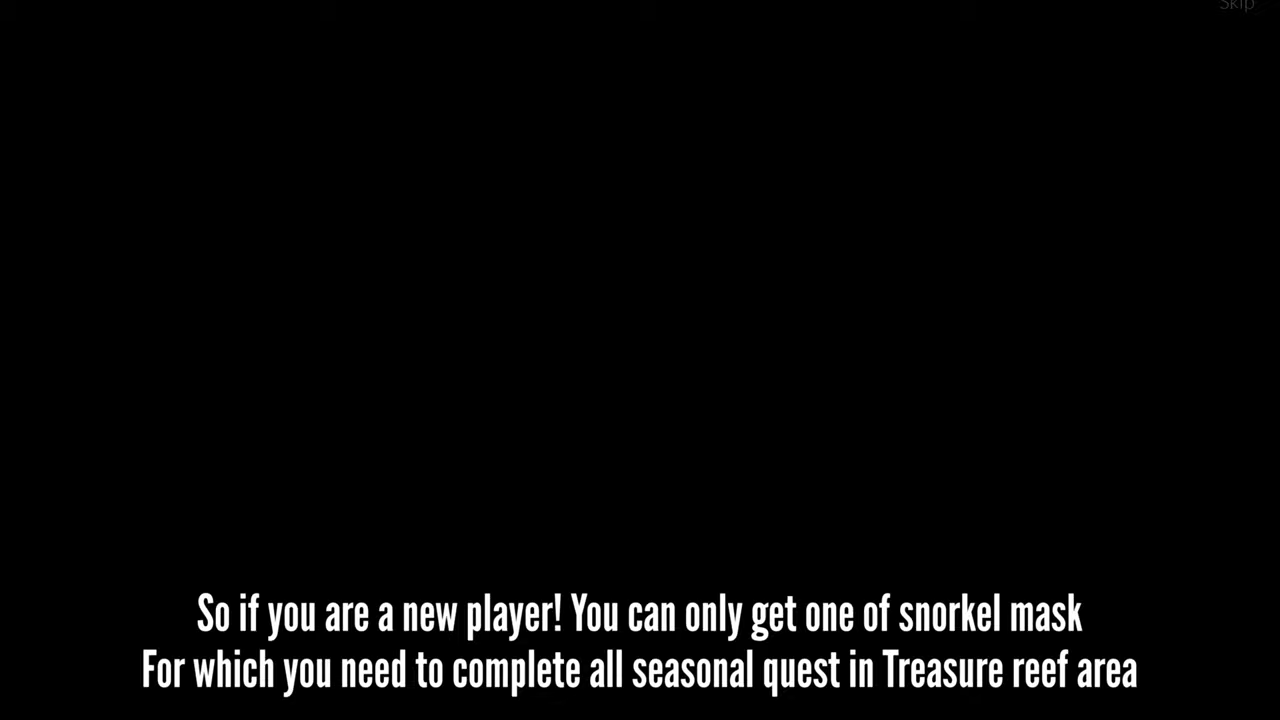 Skip
So if you are a new player! You can only get one of snorkel mask
For which you need to complete all seasonal quest in Treasure reef area